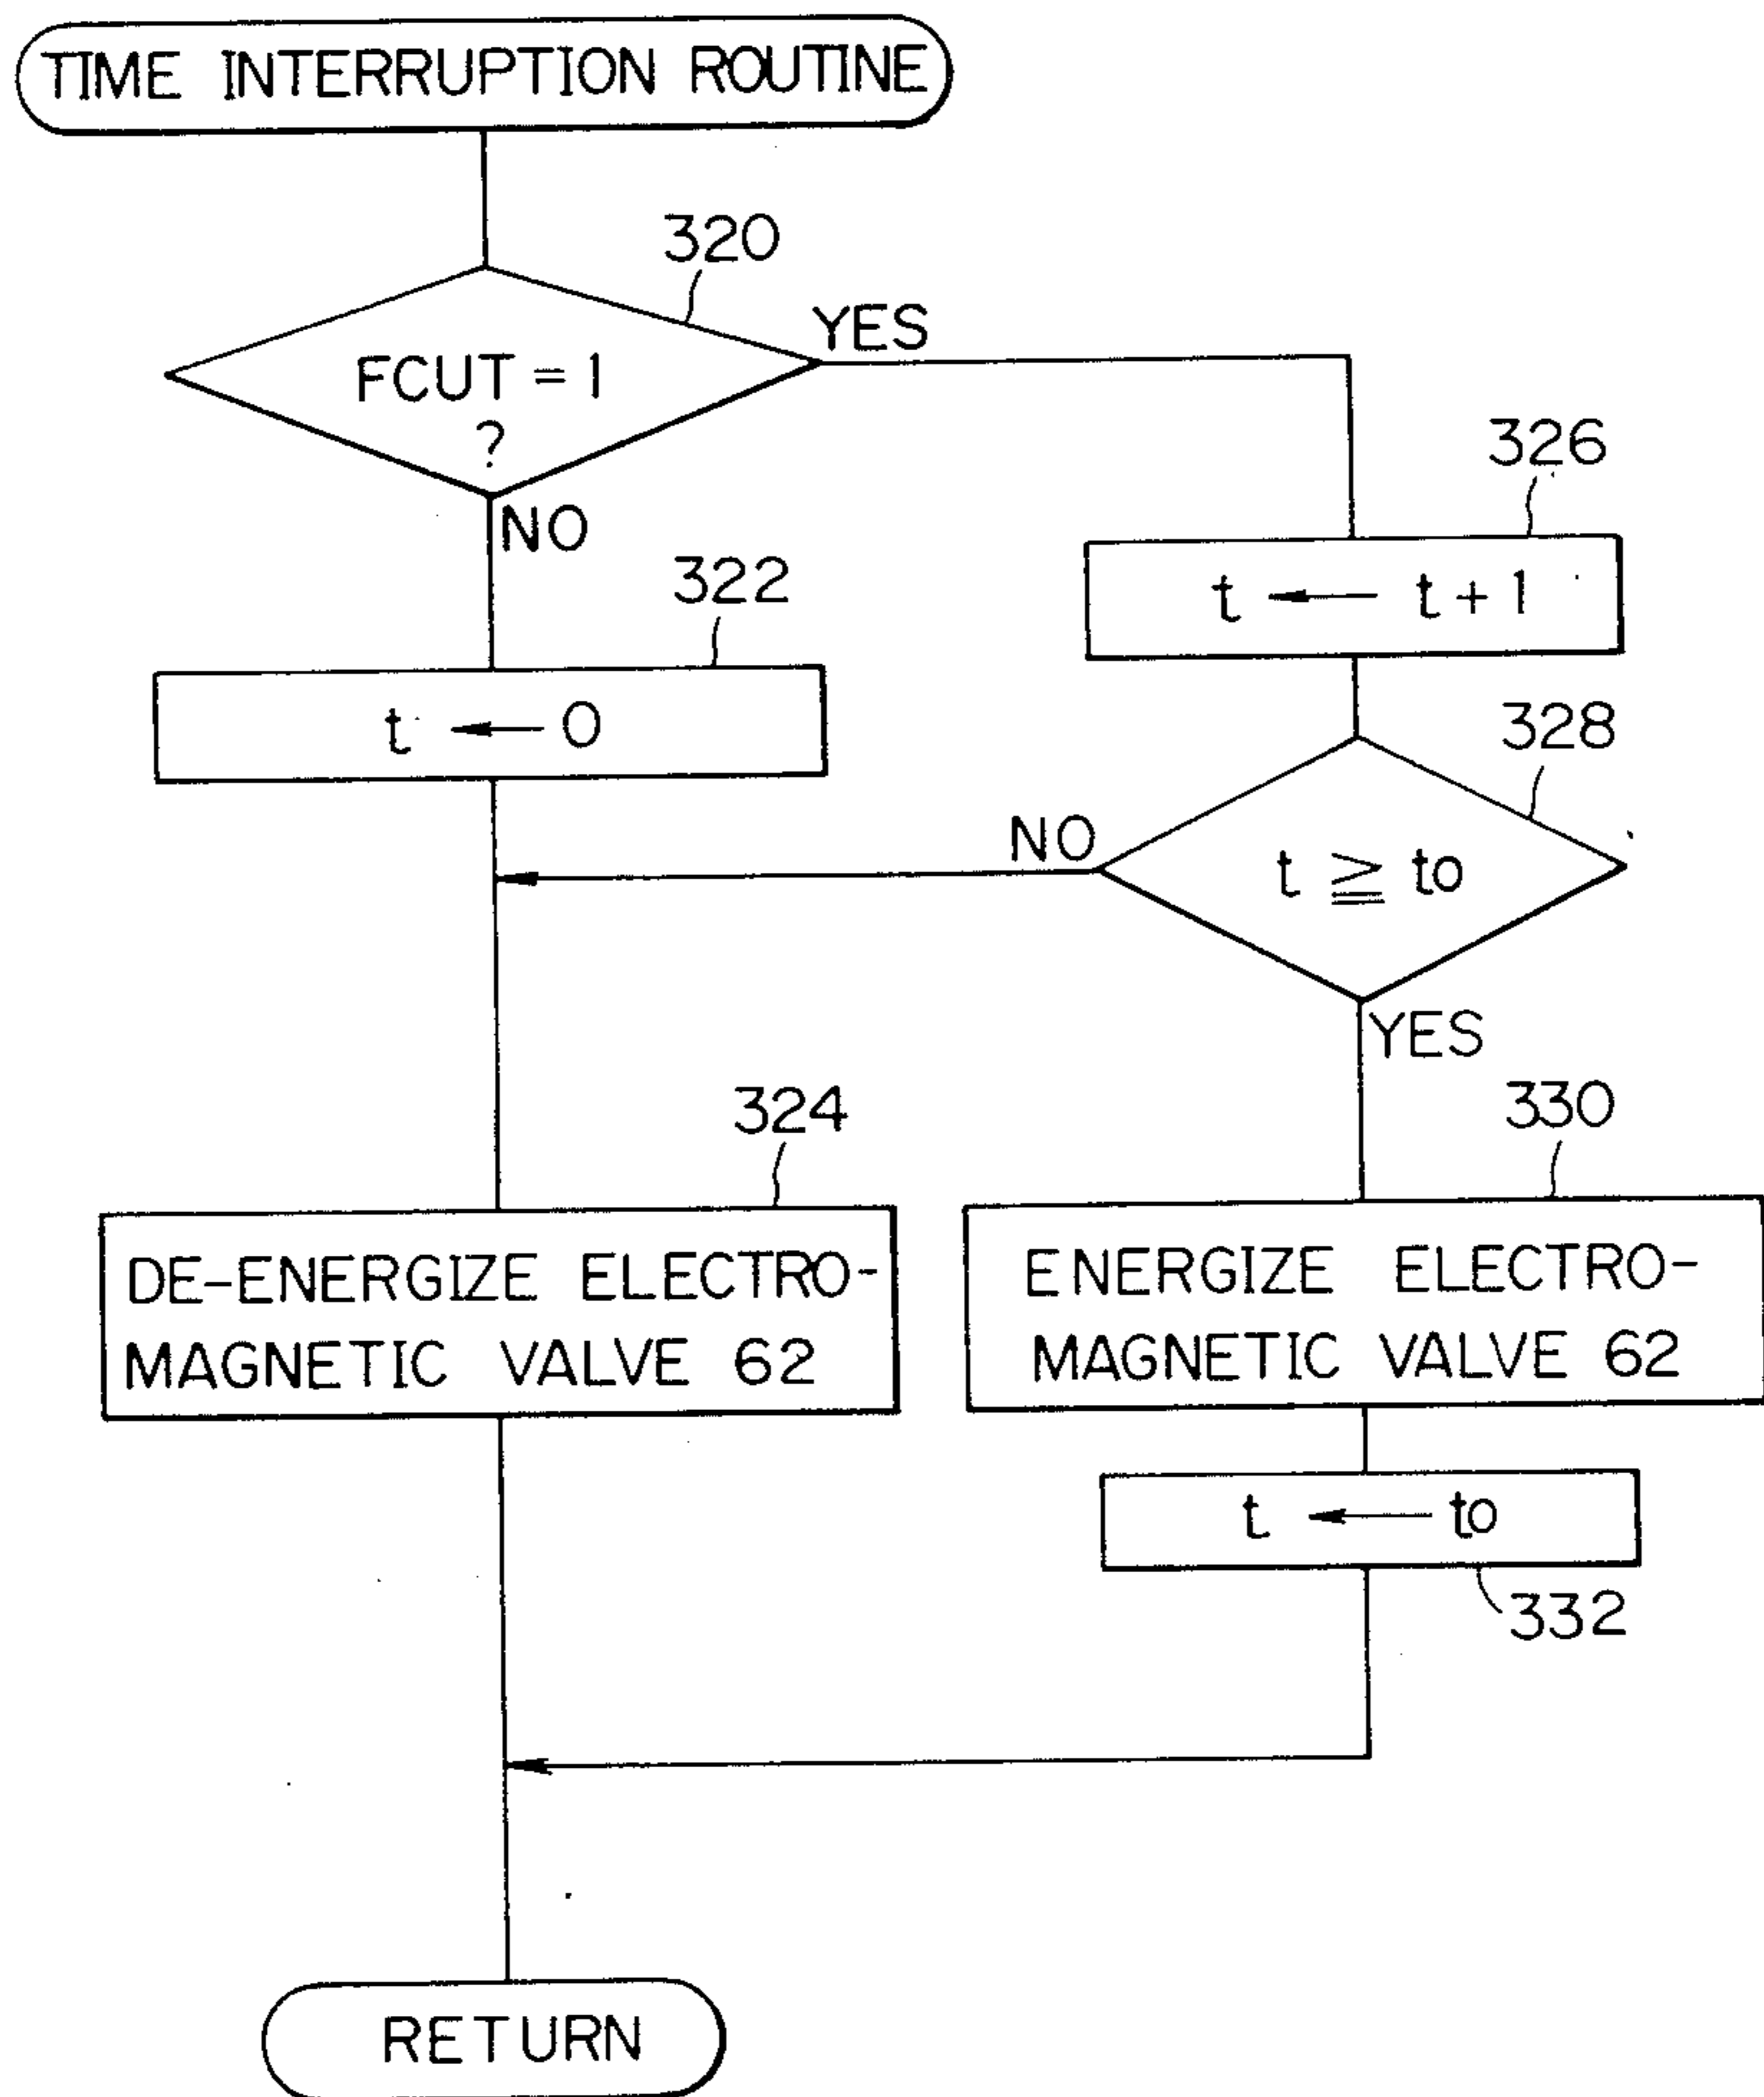 TIME INTERRUPTION ROUTINE
320
YES
FCUT = 1
?
NO
326
t ← t + 1
322
t ← 0
328
NO
t ≧ to
YES
324
330
DE-ENERGIZE ELECTRO-
MAGNETIC VALVE 62
ENERGIZE ELECTRO-
MAGNETIC VALVE 62
t ← to
332
RETURN